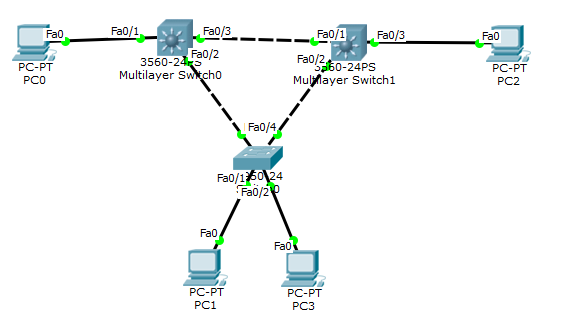 Fa0
Fa0/1
Fa0/3
Fa0/1
Fa0/3
Fa0
Fa0/2
Fa0/2
3560-24PS
Multilayer Switch0
3560-24PS
Multilayer Switch1
PC-PT
PC0
PC-PT
PC2
Fa0/4
Fa0/1
Fa0/2
Fa0
Fa0
PC-PT
PC1
PC-PT
PC3